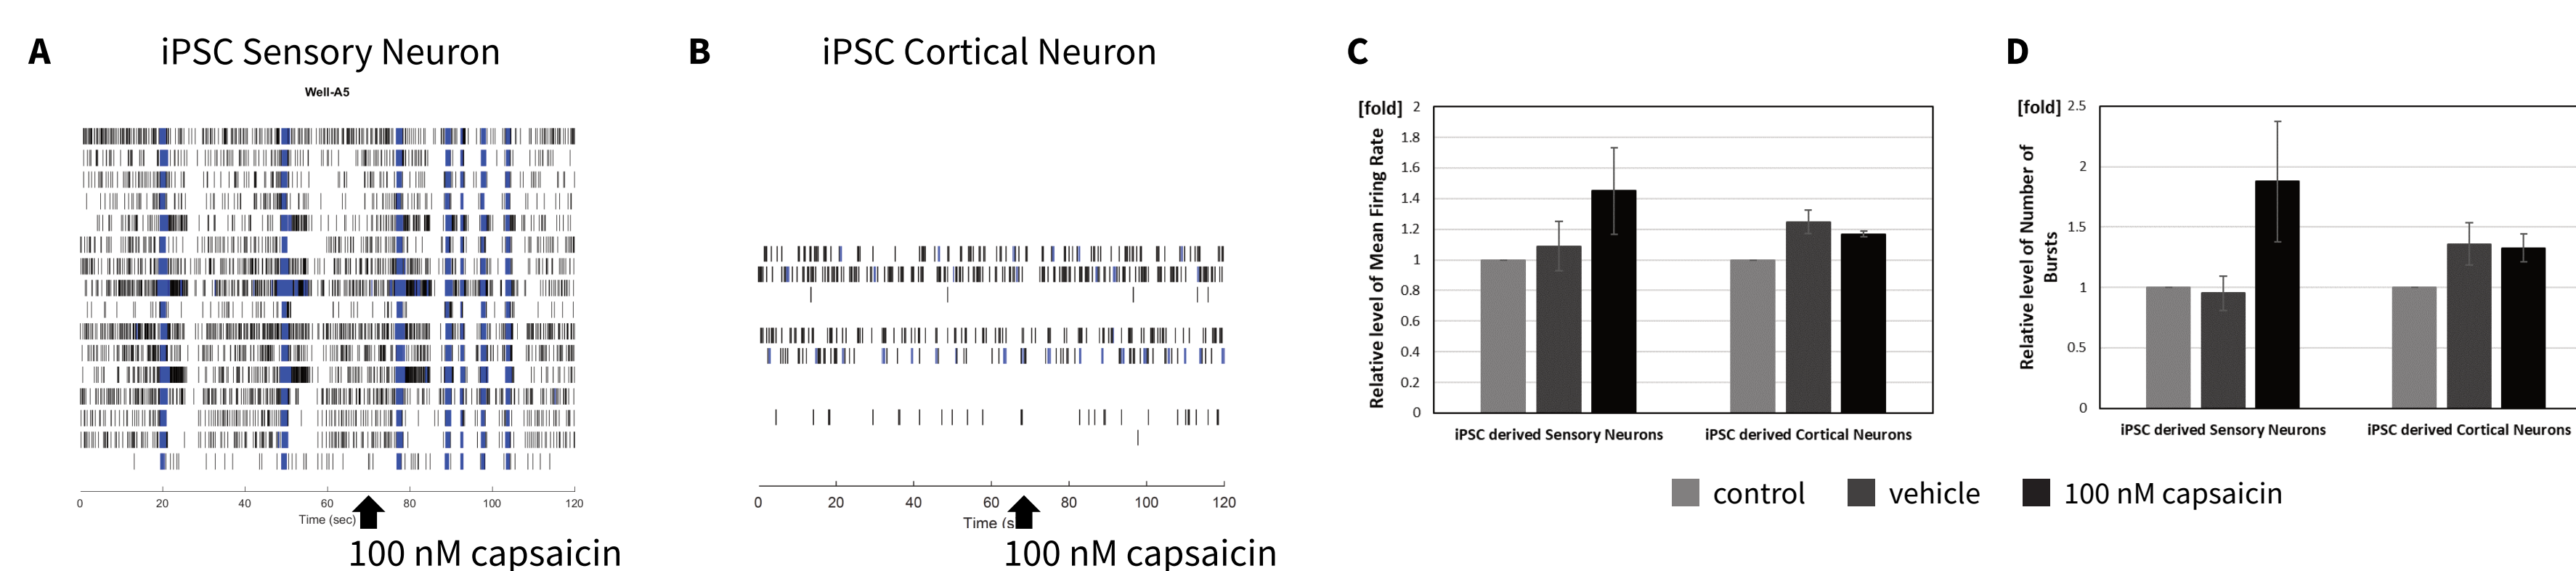 A
iPSC Sensory Neuron
Well-A5
0 20 40 60 80 100 120
Time (sec)
100 nM capsaicin
B
iPSC Cortical Neuron
0 20 40 60 80 100 120
Time (s
100 nM capsaicin
C
[fold]
Relative level of Mean Firing Rate
2
1.8
1.6
1.4
1.2
1
0.8
0.6
0.4
0.2
0
iPSC derived Sensory Neurons iPSC derived Cortical Neurons
D
[fold]
Relative level of Number of
Bursts
2.5
2
1.5
1
0.5
0
iPSC derived Sensory Neurons iPSC derived Cortical Neurons
control vehicle 100 nM capsaicin